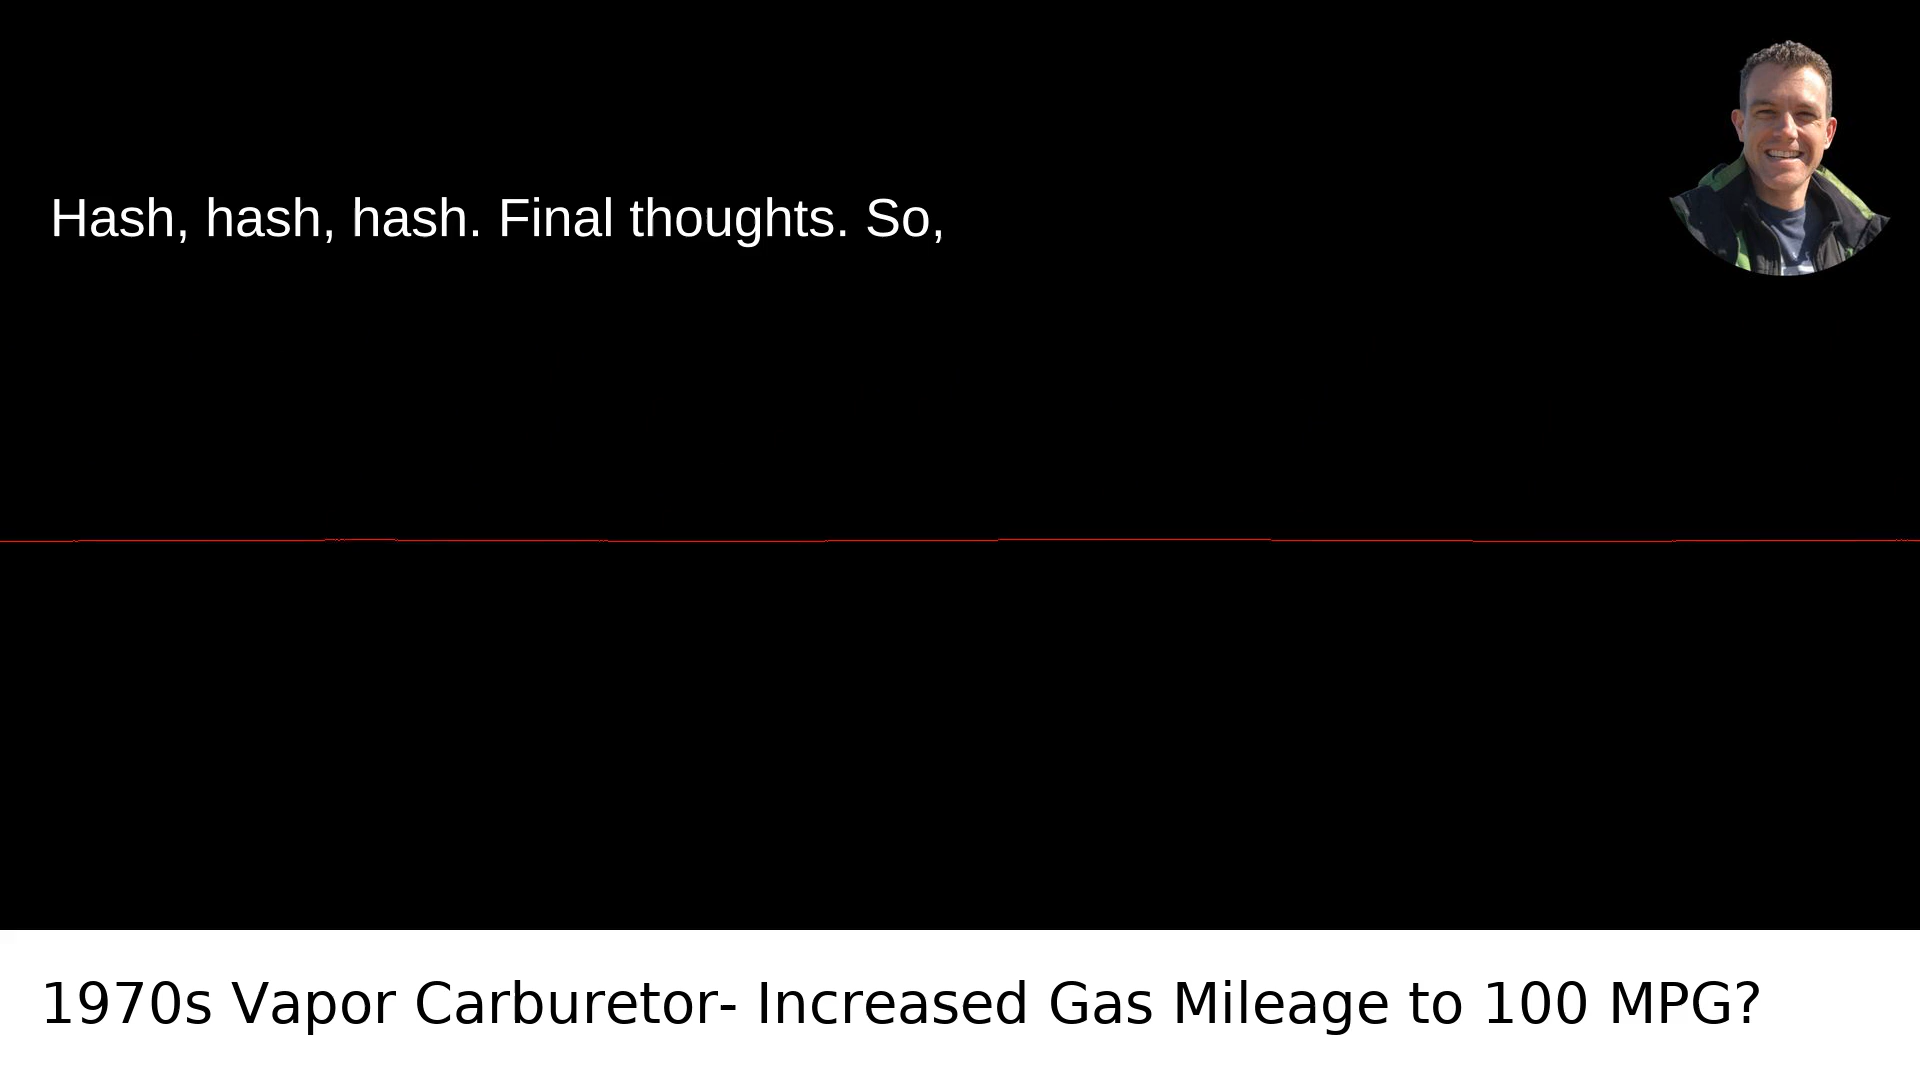 Hash, hash, hash. Final thoughts. So,
1970s Vapor Carburetor- Increased Gas Mileage to 100 MPG?